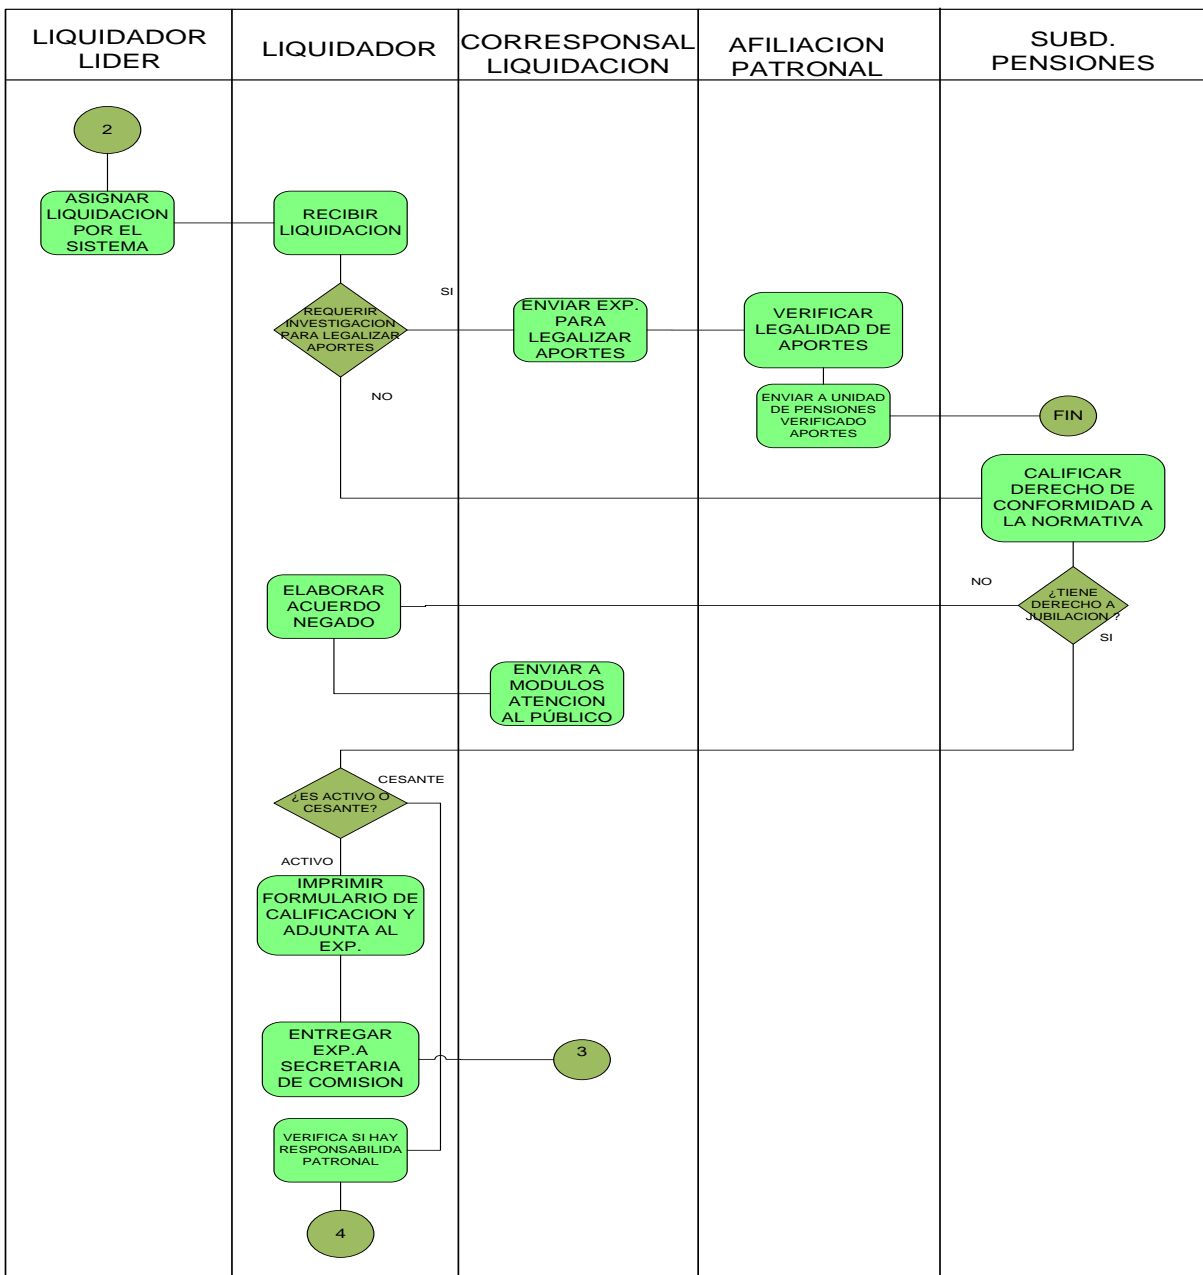 LIQUIDADOR
LIDER
LIQUIDADOR
CORRESPONSAL
LIQUIDACION
AFILIACION
PATRONAL
SUBD.
PENSIONES
2
ASIGNAR
LIQUIDACION
POR EL
SISTEMA
RECIBIR
LIQUIDACION
REQUERIR
INVESTIGACION
PARA LEGALIZAR
APORTES
SI
NO
ENVIAR EXP.
PARA
LEGALIZAR
APORTES
VERIFICAR
LEGALIDAD DE
APORTES
ENVIAR A UNIDAD
DE PENSIONES
VERIFICADO
APORTES
FIN
CALIFICAR
DERECHO DE
CONFORMIDAD A
LA NORMATIVA
¿TIENE
DERECHO A
JUBILACION ?
NO
SI
ELABORAR
ACUERDO
NEGADO
ENVIAR A
MODULOS
ATENCION
AL PÚBLICO
¿ES ACTIVO O
CESANTE?
CESANTE
ACTIVO
IMPRIMIR
FORMULARIO DE
CALIFICACION Y
ADJUNTA AL
EXP.
ENTREGAR
EXP.A
SECRETARIA
DE COMISION
3
VERIFICA SI HAY
RESPONSABILIDA
PATRONAL
4